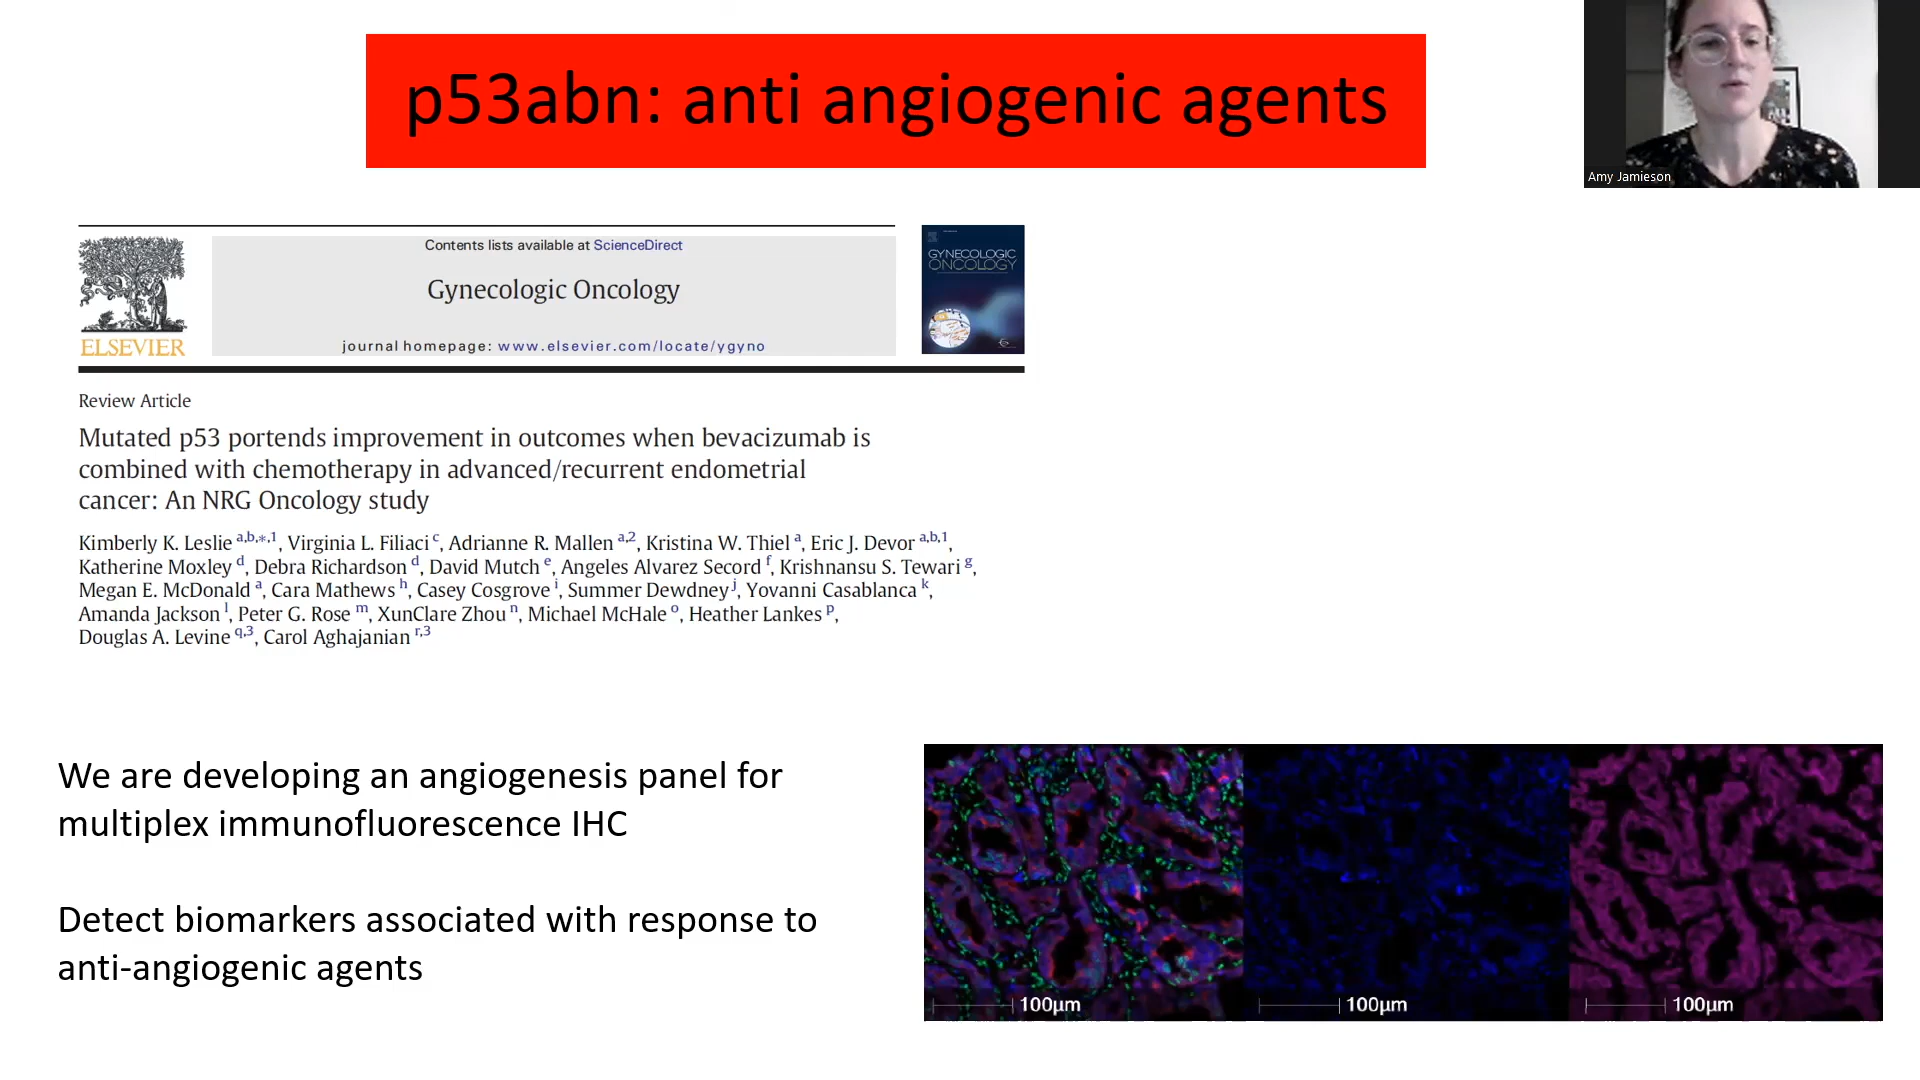 p53abn: anti angiogenic agents
Amy Jamieson
Contents lists available at ScienceDirect
Gynecologic Oncology
journal homepage: www.elsevier.com/locate/ygyno
ELSEVIER
GYNECOLOGIC
ONCOLOGY
Review Article
Mutated p53 portends improvement in outcomes when bevacizumab is
combined with chemotherapy in advanced/recurrent endometrial
cancer: An NRG Oncology study
Kimberly K. Leslie a,b,⁎,1, Virginia L. Filiaci c, Adrianne R. Mallen a,2, Kristina W. Thiel a, Eric J. Devor a,b,1,
Katherine Moxley d, Debra Richardson d, David Mutch e, Angeles Alvarez Secord f, Krishnansu S. Tewari g,
Megan E. McDonald a, Cara Mathews h, Casey Cosgrove i, Summer Dewdney j, Yovanni Casablanca k,
Amanda Jackson l, Peter G. Rose m, XunClare Zhou n, Michael McHale o, Heather Lankes p,
Douglas A. Levine q,3, Carol Aghajanian r,3
We are developing an angiogenesis panel for
multiplex immunofluorescence IHC
Detect biomarkers associated with response to
anti-angiogenic agents
100µm
100µm
100µm